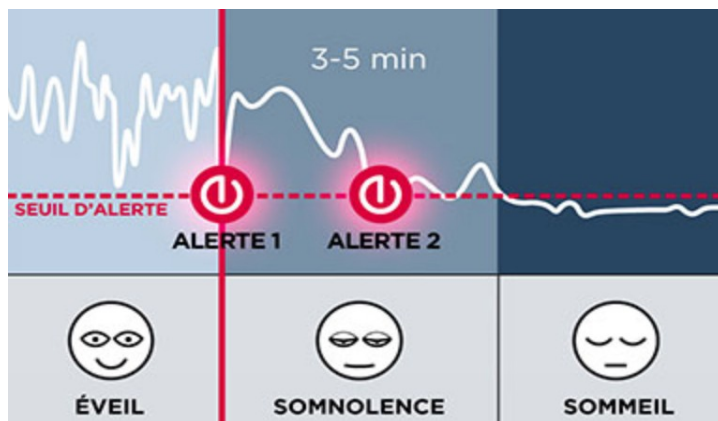 3-5 min
SEUIL D'ALERTE
ALERTE 1
ALERTE 2
ÉVEIL
SOMNOLENCE
SOMMEIL